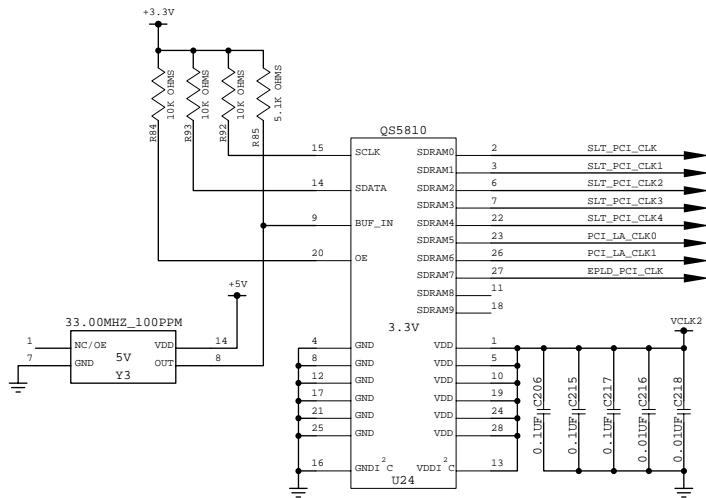 +3.3V
R84 10K OHMS
R93 10K OHMS
R92 10K OHMS
R85 5.1K OHMS
QS5810
15 SCLK SDRAM0 2 SLT_PCI_CLK
SDRAM1 3 SLT_PCI_CLK1
14 SDATA SDRAM2 6 SLT_PCI_CLK2
SDRAM3 7 SLT_PCI_CLK3
9 BUF_IN SDRAM4 22 SLT_PCI_CLK4
SDRAM5 23 PCI_LA_CLK0
20 OE SDRAM6 26 PCI_LA_CLK1
SDRAM7 27 EPLD_PCI_CLK
SDRAM8 11
SDRAM9 18
+5V
33.00MHZ_100PPM
3.3V
VCLK2
1 NC/OE VDD 14
5V
7 GND OUT 8
Y3
4 GND VDD 1
8 GND VDD 5
12 GND VDD 10
17 GND VDD 19
21 GND VDD 24
25 GND VDD 28
16 GNDI2C VDDI2C 13
U24
0.1UF C206
0.1UF C215
0.1UF C217
0.01UF C216
0.01UF C218